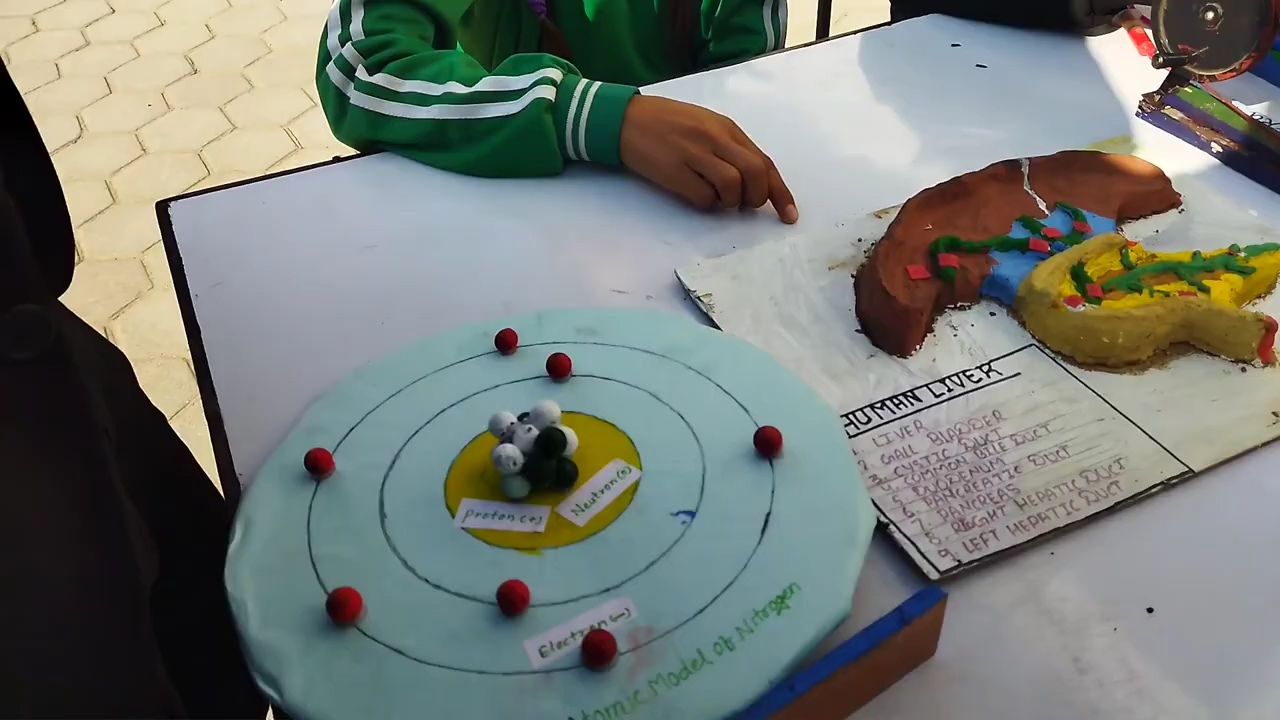 Proton(+)
Neutron(0)
Electron(-)
Atomic Model of Nitrogen
HUMAN LIVER
1. LIVER
2. GALL BLADDER
3. CYSTIC DUCT
4. COMMON BILE DUCT
5. DUODENUM
6. PANCREATIC DUCT
7. PANCREAS
8. RIGHT HEPATIC DUCT
9. LEFT HEPATIC DUCT